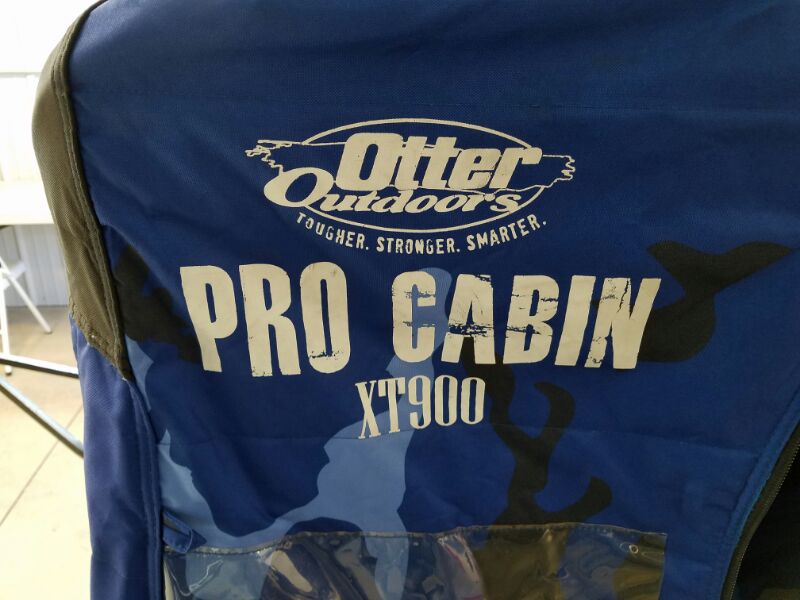 Otter
Outdoors
TOUGHER. STRONGER. SMARTER.
PRO CABIN
XT900